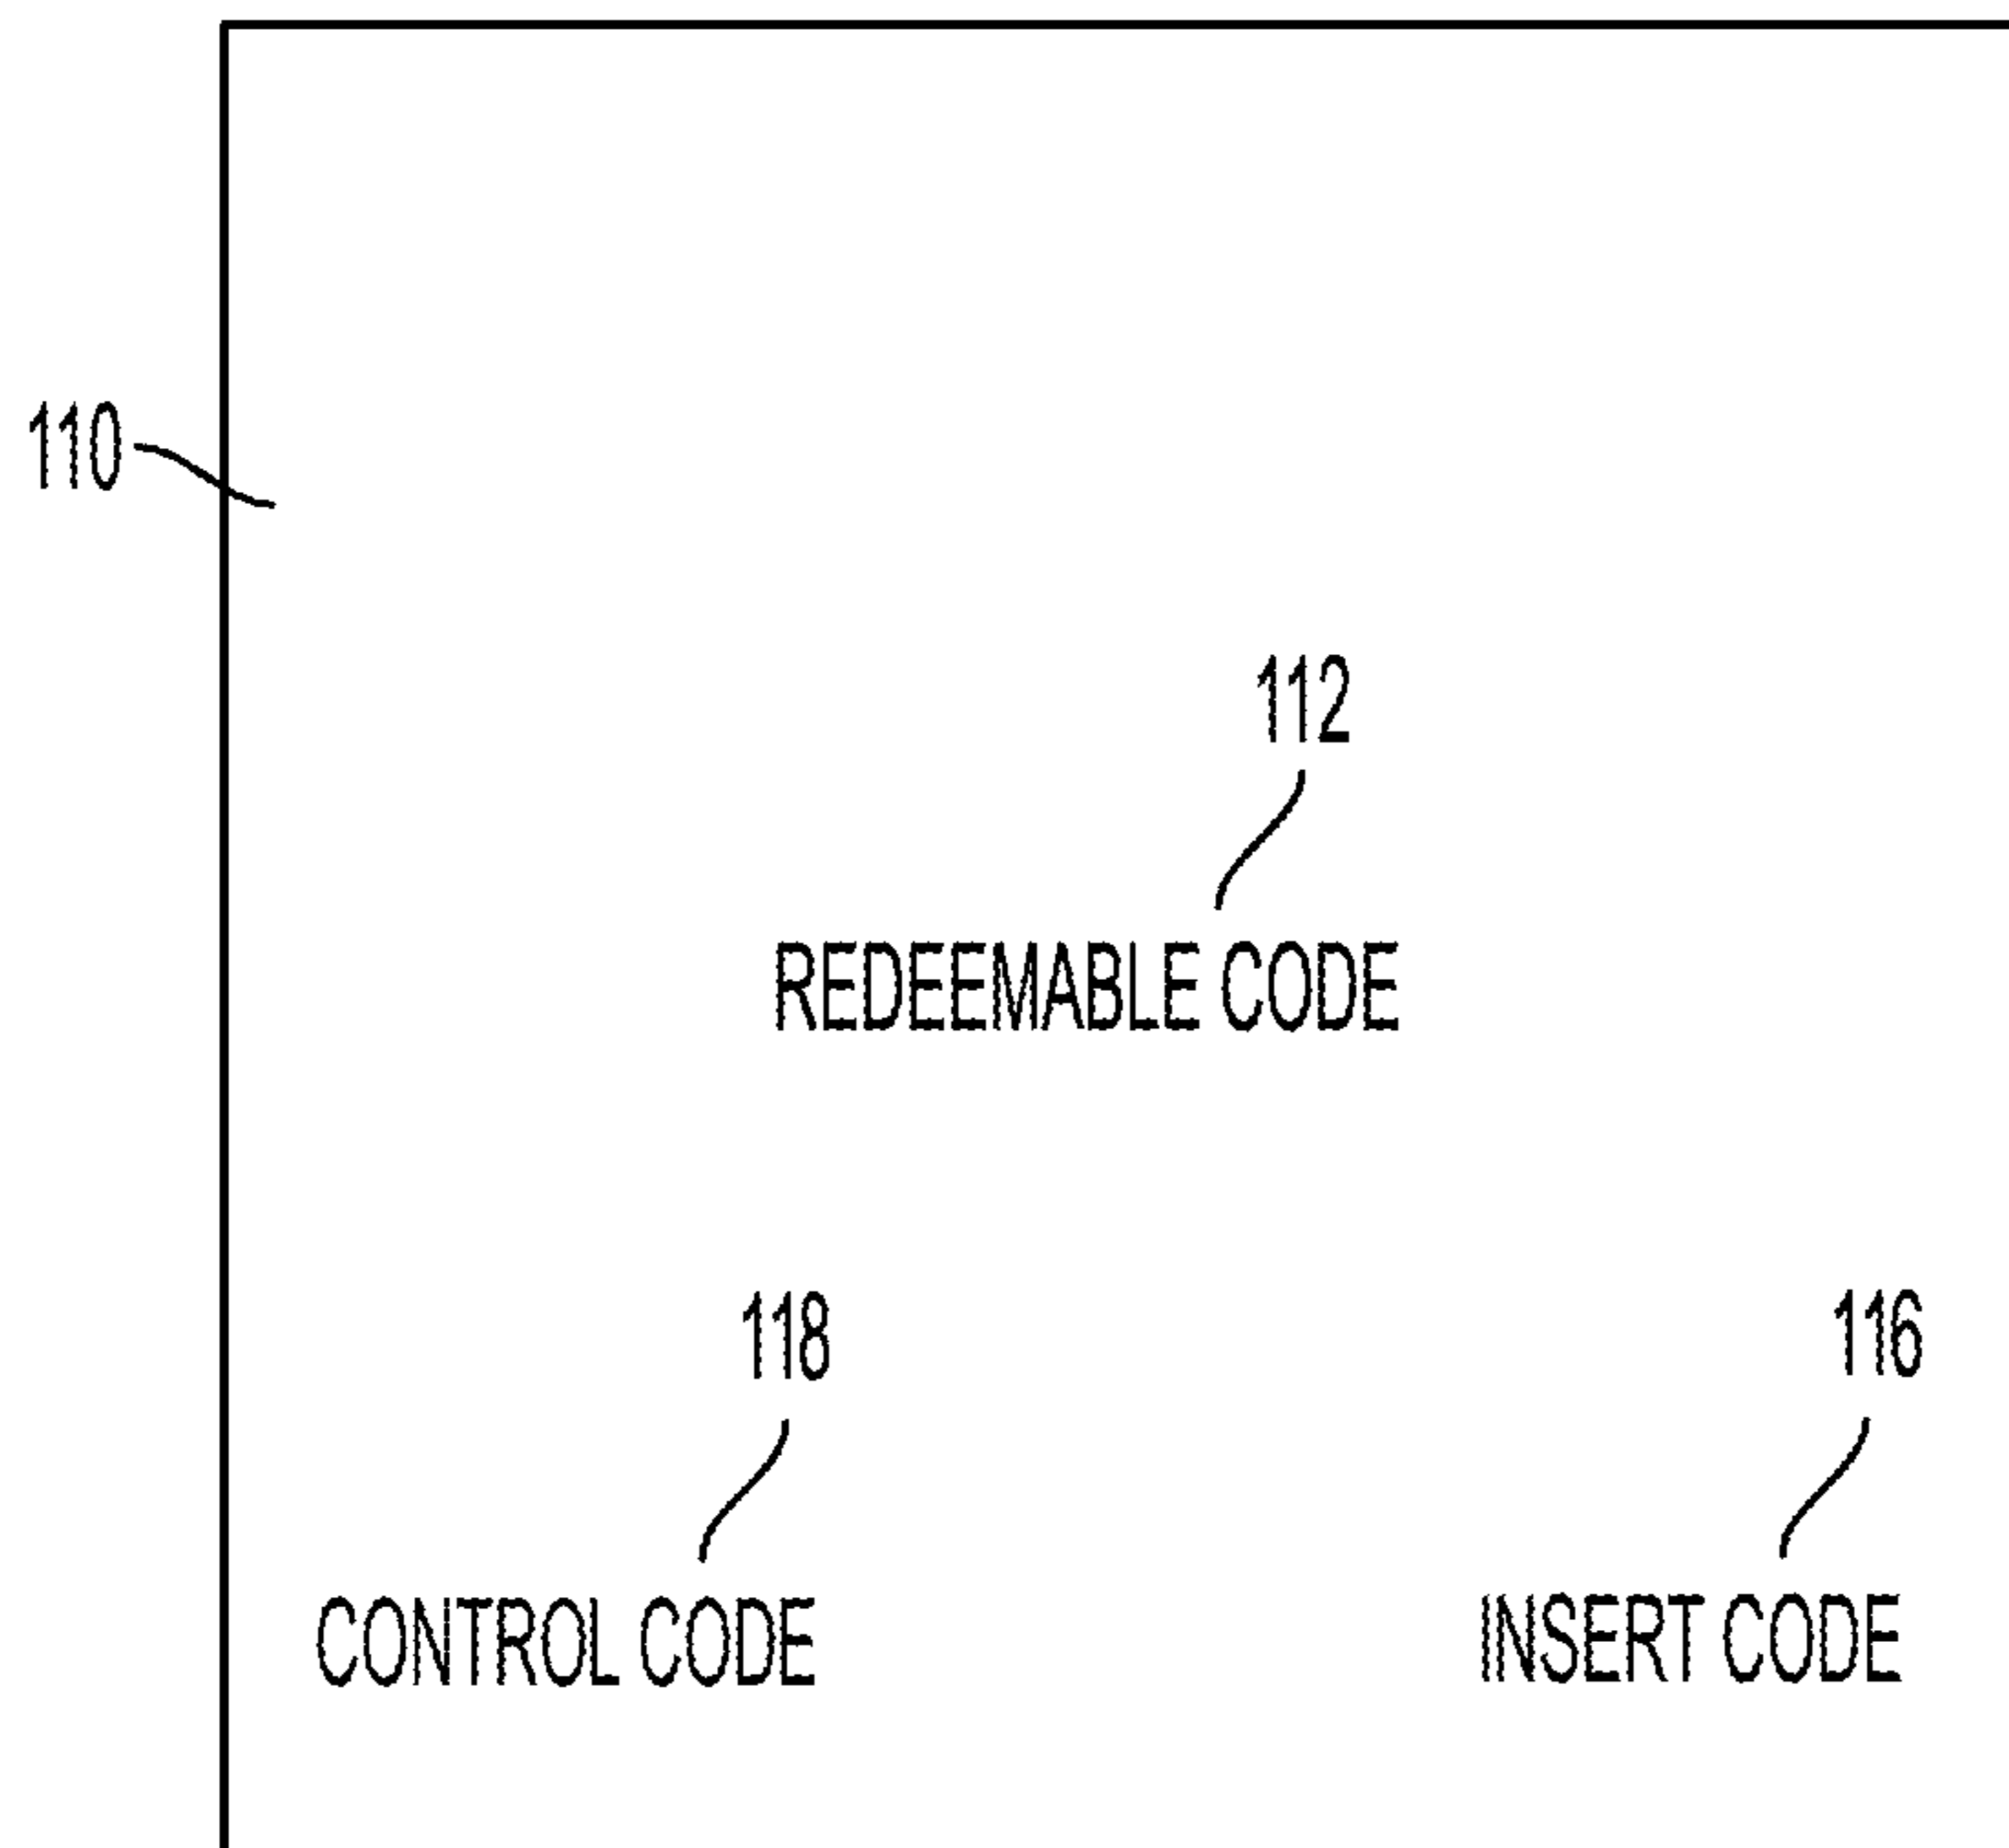 110
112
REDEEMABLE CODE
118
116
CONTROL CODE
INSERT CODE